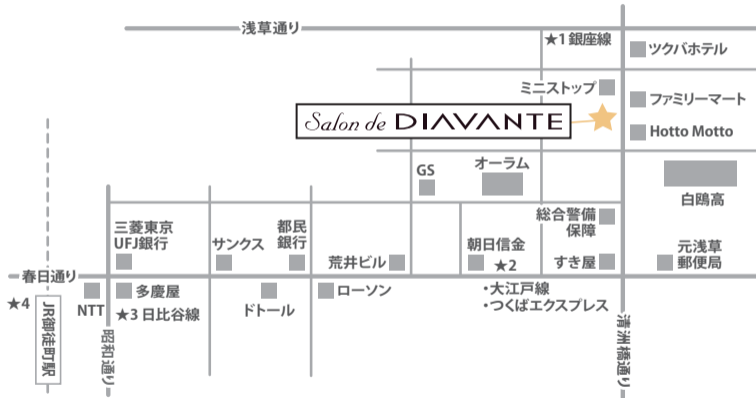 浅草通り
★1 銀座線
ツクバホテル
ミニストップ
ファミリーマート
Salon de DIAVANTE
Hotto Motto
GS
オーラム
白鴎高
三菱東京
UFJ銀行
サンクス
都民
銀行
荒井ビル
朝日信金
★2
総合警備
保障
すき屋
元浅草
郵便局
春日通り
★4
JR御徒町駅
NTT
多慶屋
★3 日比谷線
ドトール
ローソン
・大江戸線
・つくばエクスプレス
昭和通り
清洲橋通り